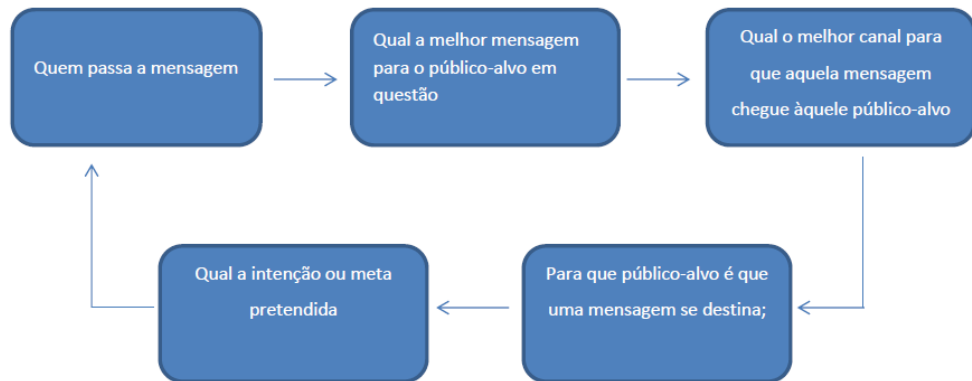 Quem passa a mensagem
Qual a melhor mensagem
para o público-alvo em
questão
Qual o melhor canal para
que aquela mensagem
chegue àquele público-alvo
Para que público-alvo é que
uma mensagem se destina;
Qual a intenção ou meta
pretendida